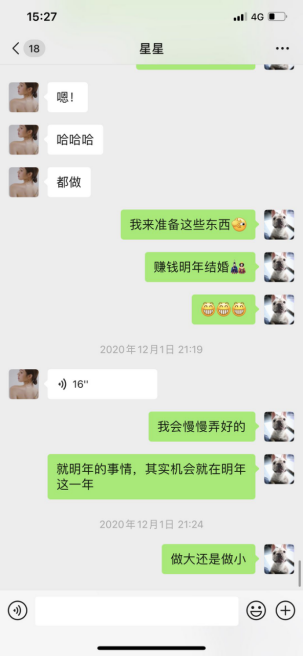 15:27
4G
18
星星
嗯！
哈哈哈
都做
我来准备这些东西
赚钱明年结婚
2020年12月1日 21:19
16"
我会慢慢弄好的
就明年的事情，其实机会就在明年
这一年
2020年12月1日 21:24
做大还是做小